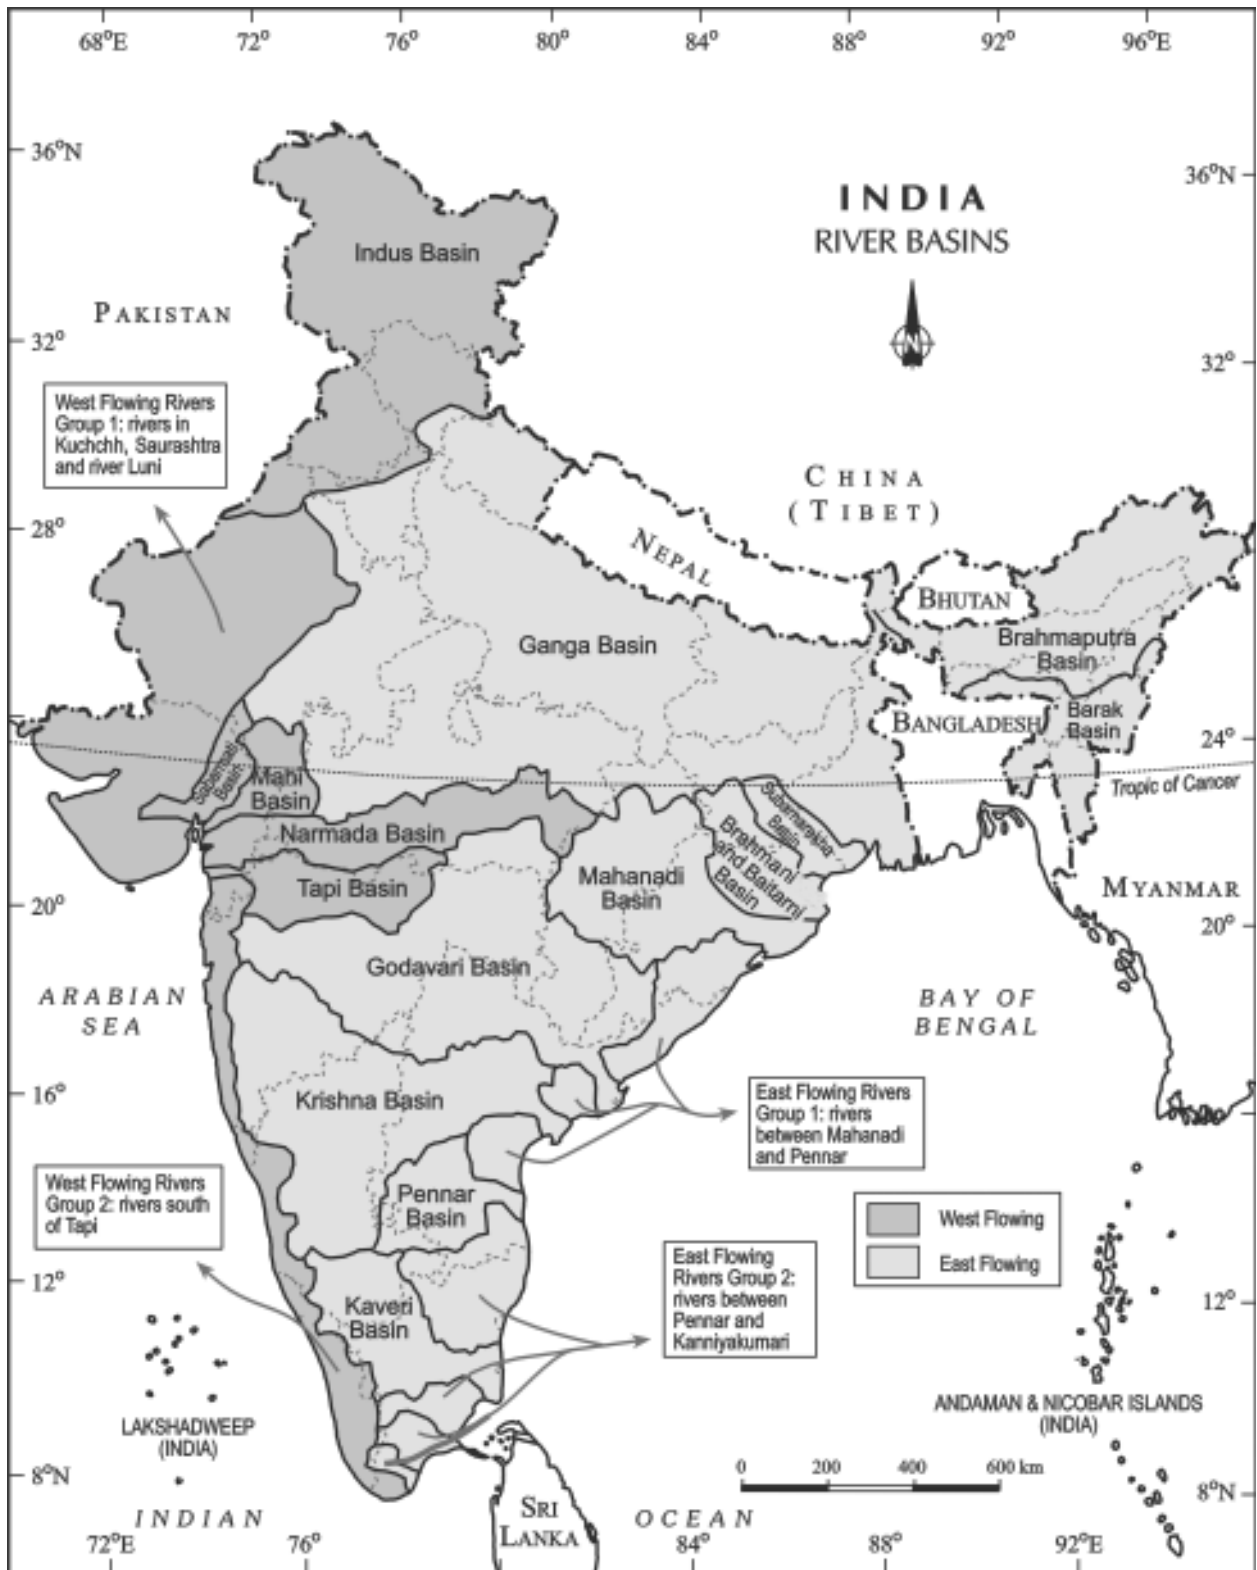 68°E 72° 76° 80° 84° 88° 92° 96°E
36°N
36°N
INDIA
RIVER BASINS
Indus Basin
PAKISTAN
N
32°
32°
West Flowing Rivers
Group 1: rivers in
Kuchchh, Saurashtra
and river Luni
CHINA
(TIBET)
28°
28°
NEPAL
BHUTAN
Ganga Basin
Brahmaputra
Basin
BANGLADESH
Barak
Basin
24°
24°
Sabarmati
Basin
Mahi
Basin
Tropic of Cancer
Subarnarekha
Basin
Narmada Basin
Brahmani
and Baitarni
Basin
Tapi Basin
Mahanadi
Basin
MYANMAR
20°
20°
Godavari Basin
ARABIAN
SEA
BAY OF
BENGAL
16°
16°
Krishna Basin
East Flowing Rivers
Group 1: rivers
between Mahanadi
and Pennar
West Flowing Rivers
Group 2: rivers south
of Tapi
Pennar
Basin
West Flowing
East Flowing
East Flowing
Rivers Group 2:
rivers between
Pennar and
Kanniyakumari
12°
12°
Kaveri
Basin
LAKSHADWEEP
(INDIA)
ANDAMAN & NICOBAR ISLANDS
(INDIA)
8°N
0 200 400 600 km
8°N
SRI
LANKA
INDIAN OCEAN
72°E 76° 84° 88° 92°E